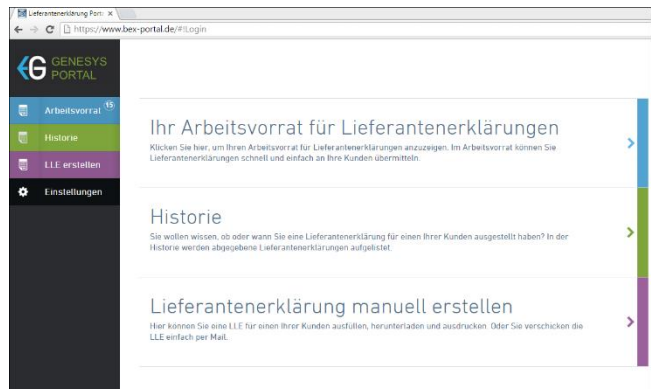 Lieferantenerklärung Port: x
https://www.bex-portal.de/#!Login
GENESYS
PORTAL
Arbeitsvorrat 15
Historie
LLE erstellen
Einstellungen
Ihr Arbeitsvorrat für Lieferantenerklärungen
Klicken Sie hier, um Ihren Arbeitsvorrat für Lieferantenerklärungen anzuzeigen. Im Arbeitsvorrat können Sie
Lieferantenerklärungen schnell und einfach an Ihre Kunden übermitteln.
Historie
Sie wollen wissen, ob oder wann Sie eine Lieferantenerklärung für einen Ihrer Kunden ausgestellt haben? In der
Historie werden abgegebene Lieferantenerklärungen aufgelistet.
Lieferantenerklärung manuell erstellen
Hier können Sie eine LLE für einen Ihrer Kunden ausfüllen, herunterladen und ausdrucken. Oder Sie verschicken die
LLE einfach per Mail.